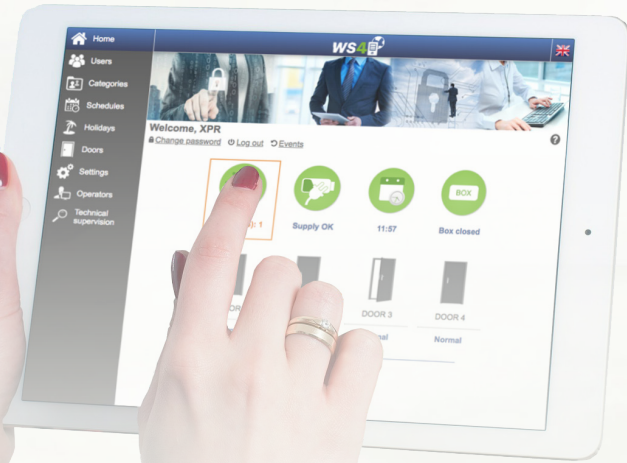 Home
WS4
Users
Categories
Schedules
Holidays
Doors
Settings
Operators
Technical
supervision
Welcome, XPR
Change password Log out Events
BOX
: 1
Supply OK
11:57
Box closed
DOOR 3
DOOR 4
Normal